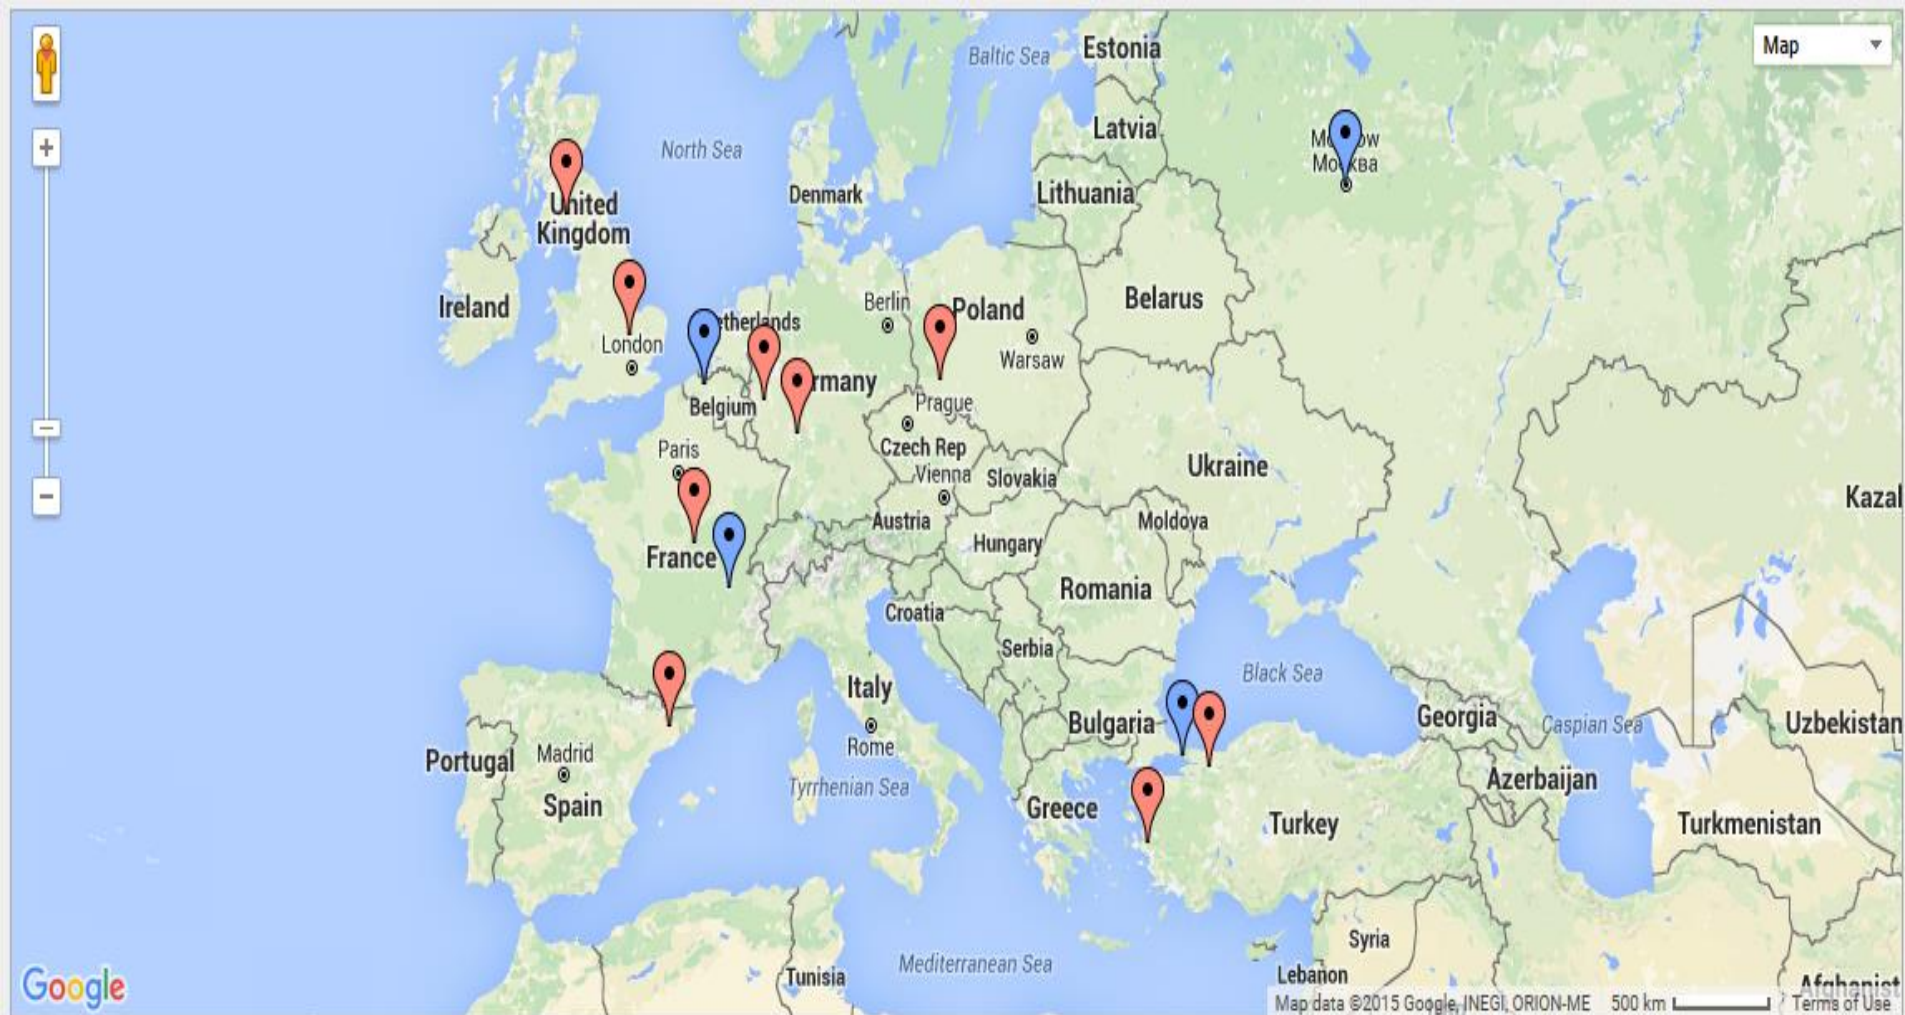 Baltic Sea
Estonia
Map
Latvia
North Sea
Lithuania
Denmark
United
Kingdom
Ireland
London
Berlin
Poland
Warsaw
Belarus
Belgium
Prague
Czech Rep
Vienna
Slovakia
Ukraine
Paris
Austria
Hungary
Moldova
Kazal
France
Romania
Croatia
Serbia
Italy
Rome
Black Sea
Bulgaria
Georgia
Caspian Sea
Uzbekistan
Portugal
Madrid
Spain
Tyrrhenian Sea
Greece
Turkey
Azerbaijan
Turkmenistan
Syria
Lebanon
Tunisia
Mediterranean Sea
Afghanist
Google
Map data ©2015 Google, INEGI, ORION-ME 500 km Terms of Use